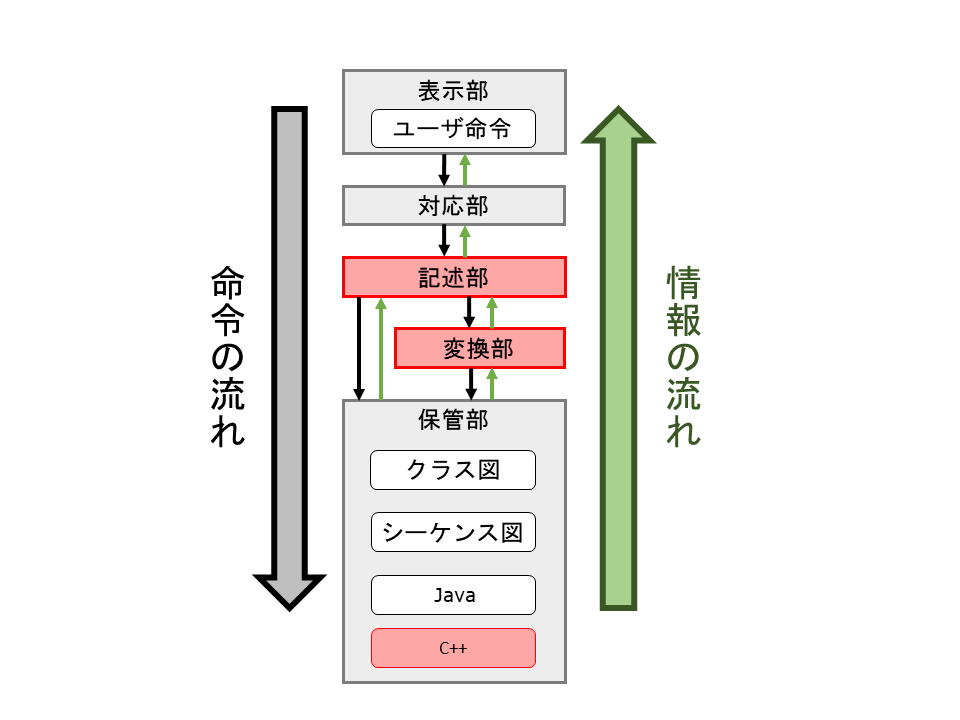 表示部
ユーザ命令
対応部
記述部
変換部
保管部
クラス図
シーケンス図
Java
C++
命令の流れ
情報の流れ